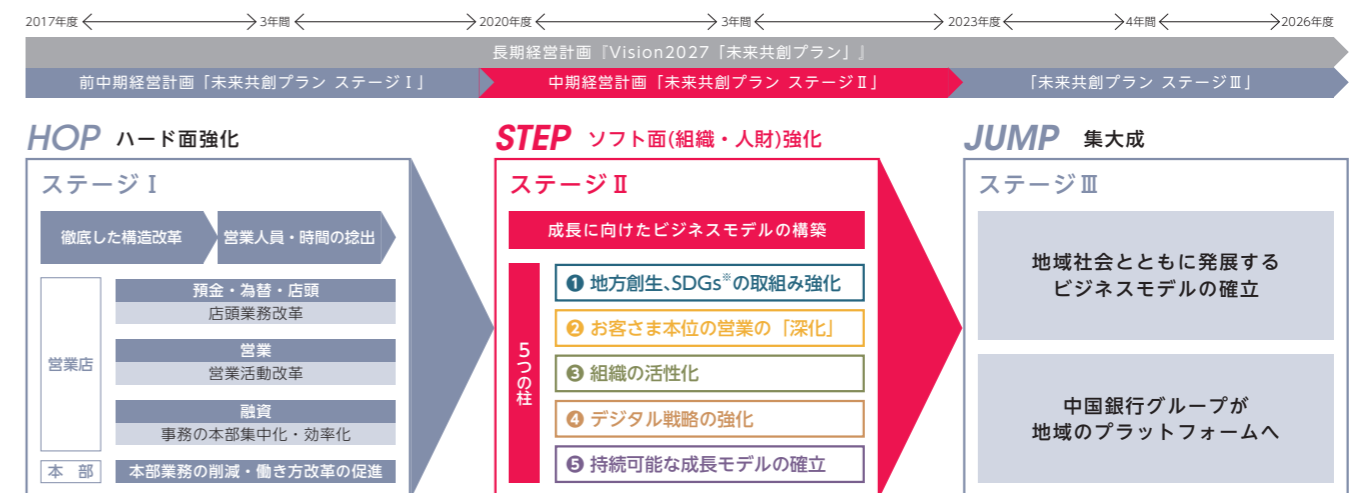 2017年度 3年間 2020年度 3年間 2023年度 4年間 2026年度
長期経営計画『Vision2027「未来共創プラン」』
前中期経営計画「未来共創プラン ステージⅠ」
中期経営計画「未来共創プラン ステージⅡ」
「未来共創プラン ステージⅢ」
HOP ハード面強化
ステージⅠ
徹底した構造改革
営業人員・時間の捻出
営業店
預金・為替・店頭
店頭業務改革
営業
営業活動改革
融資
事務の本部集中化・効率化
本 部
本部業務の削減・働き方改革の促進
STEP ソフト面(組織・人財)強化
ステージⅡ
成長に向けたビジネスモデルの構築
5つの柱
❶ 地方創生、SDGs※の取組み強化
❷ お客さま本位の営業の「深化」
❸ 組織の活性化
❹ デジタル戦略の強化
❺ 持続可能な成長モデルの確立
JUMP 集大成
ステージⅢ
地域社会とともに発展する
ビジネスモデルの確立
中国銀行グループが
地域のプラットフォームへ